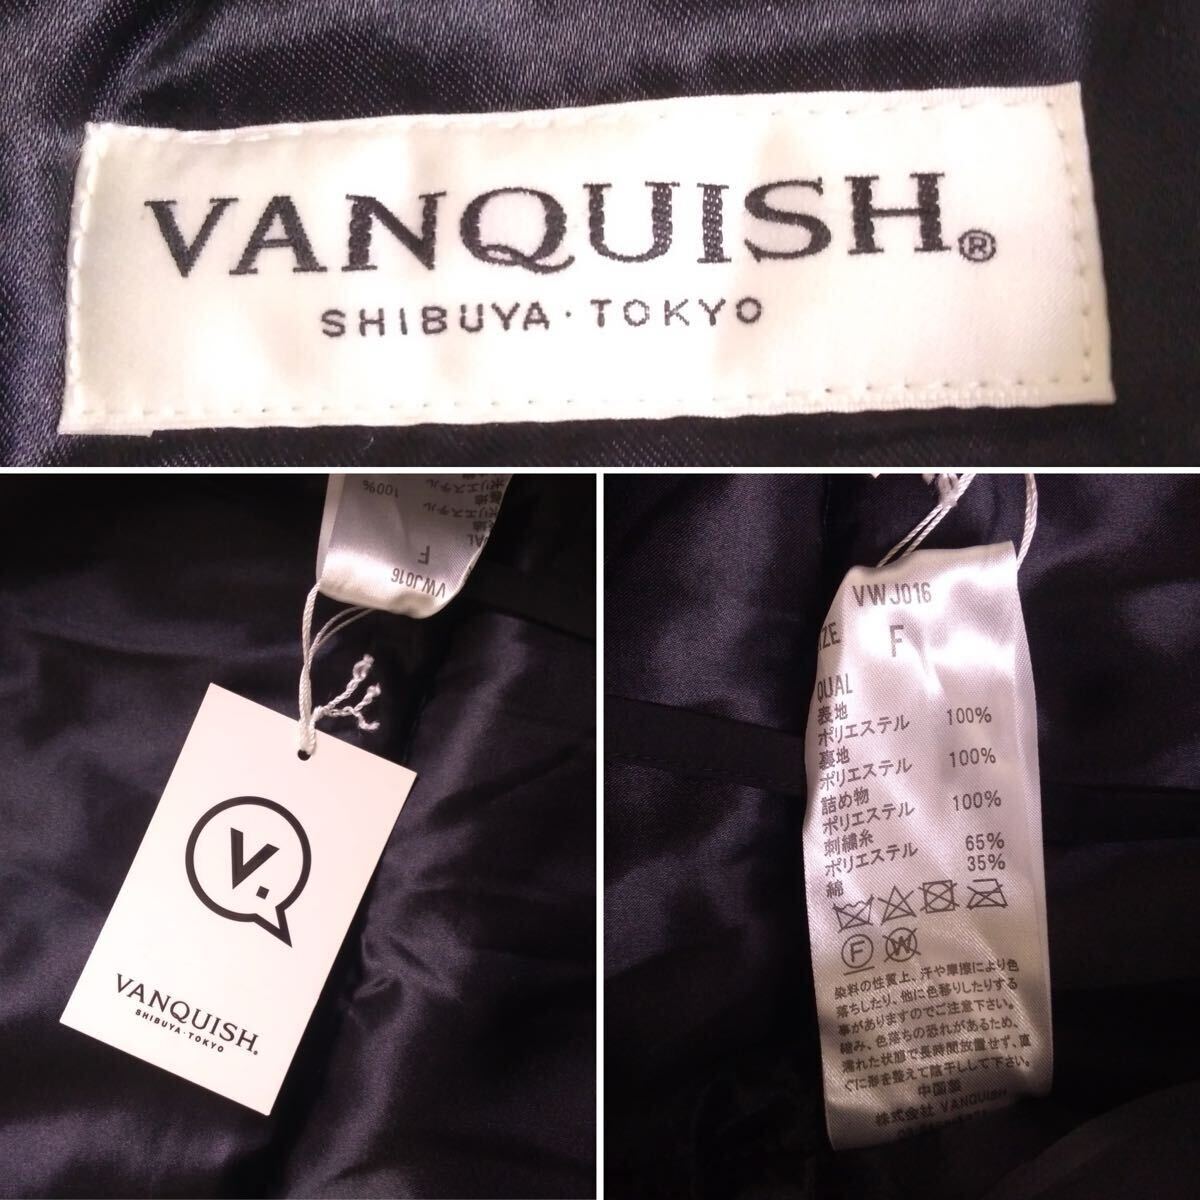 VANQUISH®
SHIBUYA・TOKYO
VWJ016
F
ポリエステル 100%
V.
VANQUISH®
SHIBUYA・TOKYO
VWJ016
F
QUAL
表地
ポリエステル 100%
裏地
ポリエステル 100%
詰め物
ポリエステル 100%
刺繍糸
ポリエステル 65%
綿 35%
F
W
染料の性質上、汗や摩擦により色
落ちしたり、他に色移りしたりする
事がありますのでご注意下さい。
縮み、色落ちの恐れがあるため、
濡れた状態で長時間放置せず、直
ぐに形を整えて陰干しして下さい。
中国製
株式会社 VANQUISH